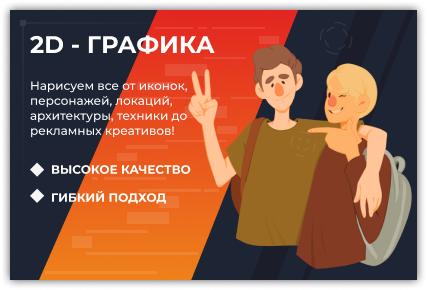 2D - ГРАФИКА
Нарисуем все от иконок,
персонажей, локаций,
архитектуры, техники до
рекламных креативов!
ВЫСОКОЕ КАЧЕСТВО
ГИБКИЙ ПОДХОД